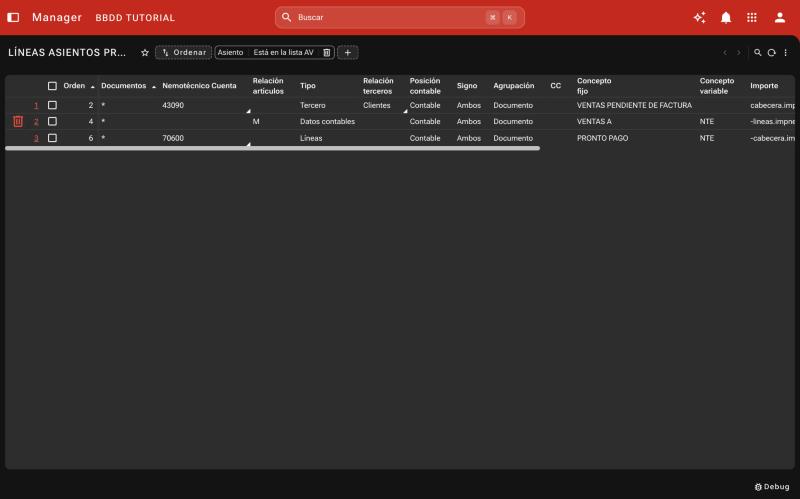 Manager BBDD TUTORIAL Buscar ⌘ K
LÍNEAS ASIENTOS PR... Ordenar Asiento Está en la lista AV +
Orden Documentos Nemotécnico Cuenta Relación artículos Tipo Relación terceros Posición contable Signo Agrupación CC Concepto fijo Concepto variable Importe
1 2 * 43090 Tercero Clientes Contable Ambos Documento VENTAS PENDIENTE DE FACTURA cabecera.imp
2 4 * M Datos contables Contable Ambos Documento VENTAS A NTE -lineas.impne
3 6 * 70600 Líneas Contable Ambos Documento PRONTO PAGO NTE -cabecera.im
Debug